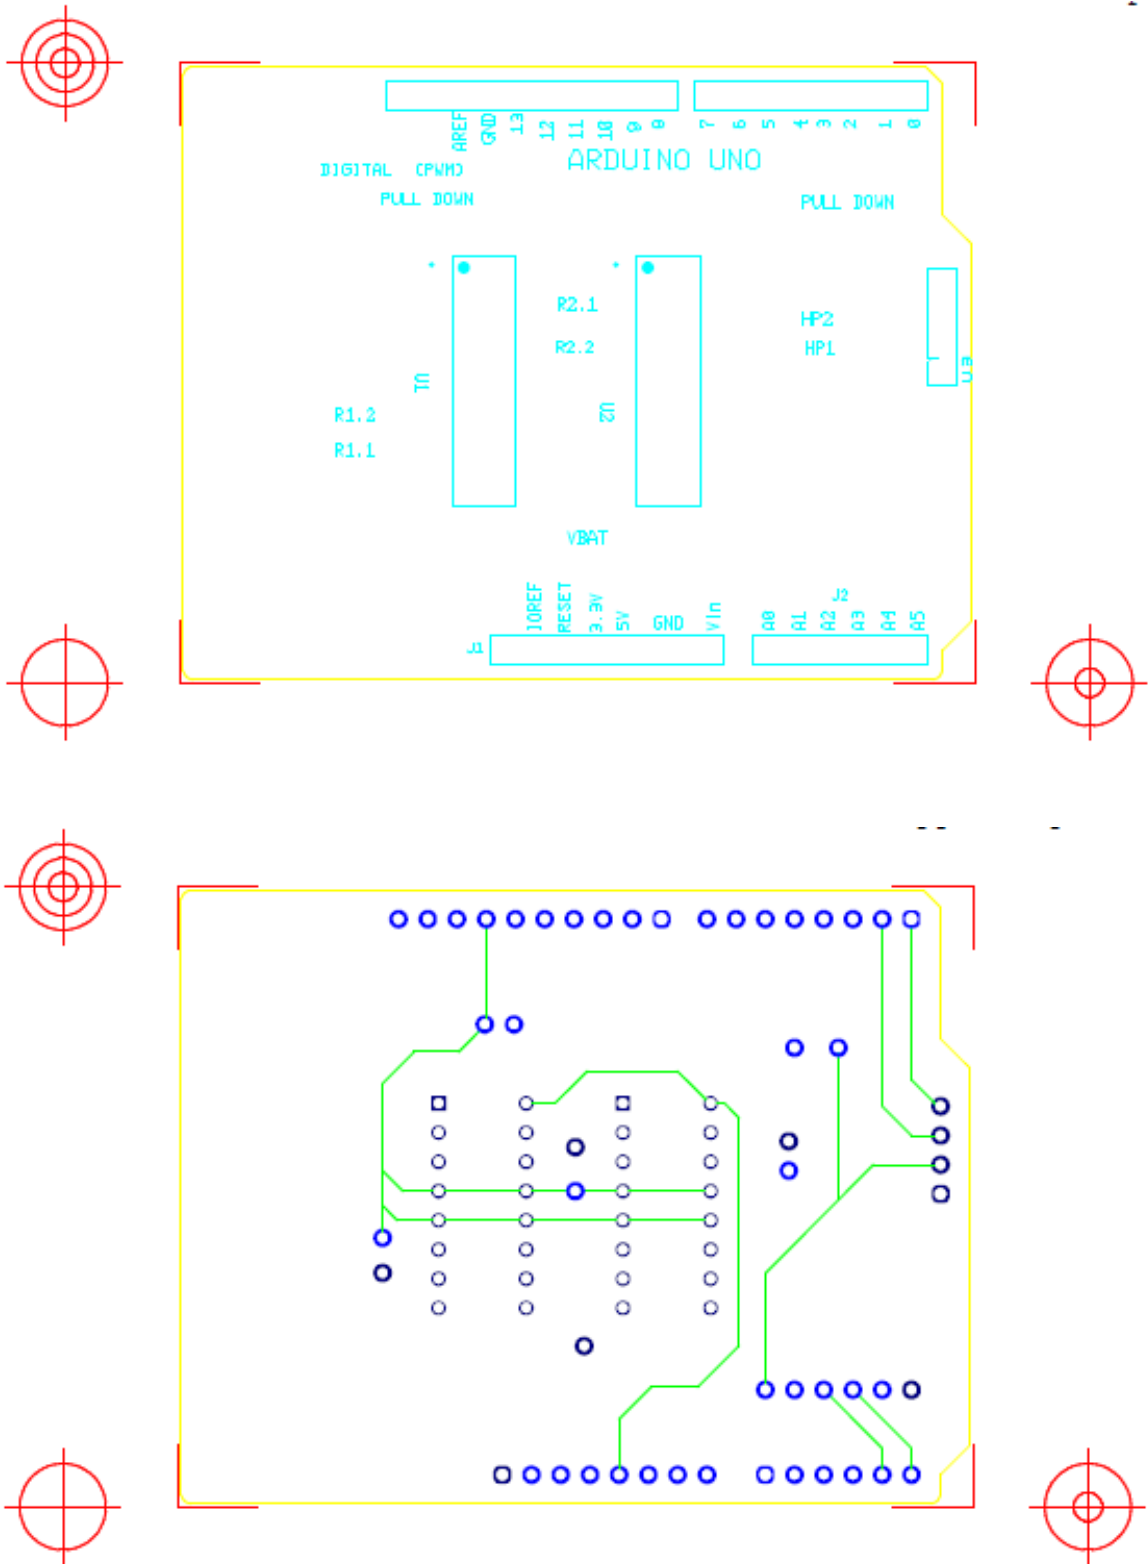 AREF GND 13 12 11 10 9 8 7 6 5 4 3 2 1 0
ARDUINO UNO
DIGITAL (PWM)
PULL DOWN PULL DOWN
R2.1
HP2
R2.2 HP1
U1
U2
R1.2
R1.1
VBAT
IOREF RESET 3.3V 5V GND Vin A0 A1 A2 A3 A4 A5
J2
J1